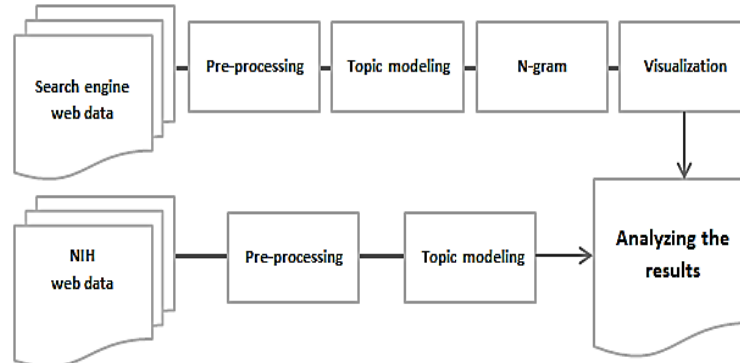 Search engine
web data
Pre-processing
Topic modeling
N-gram
Visualization
NIH
web data
Pre-processing
Topic modeling
Analyzing the
results